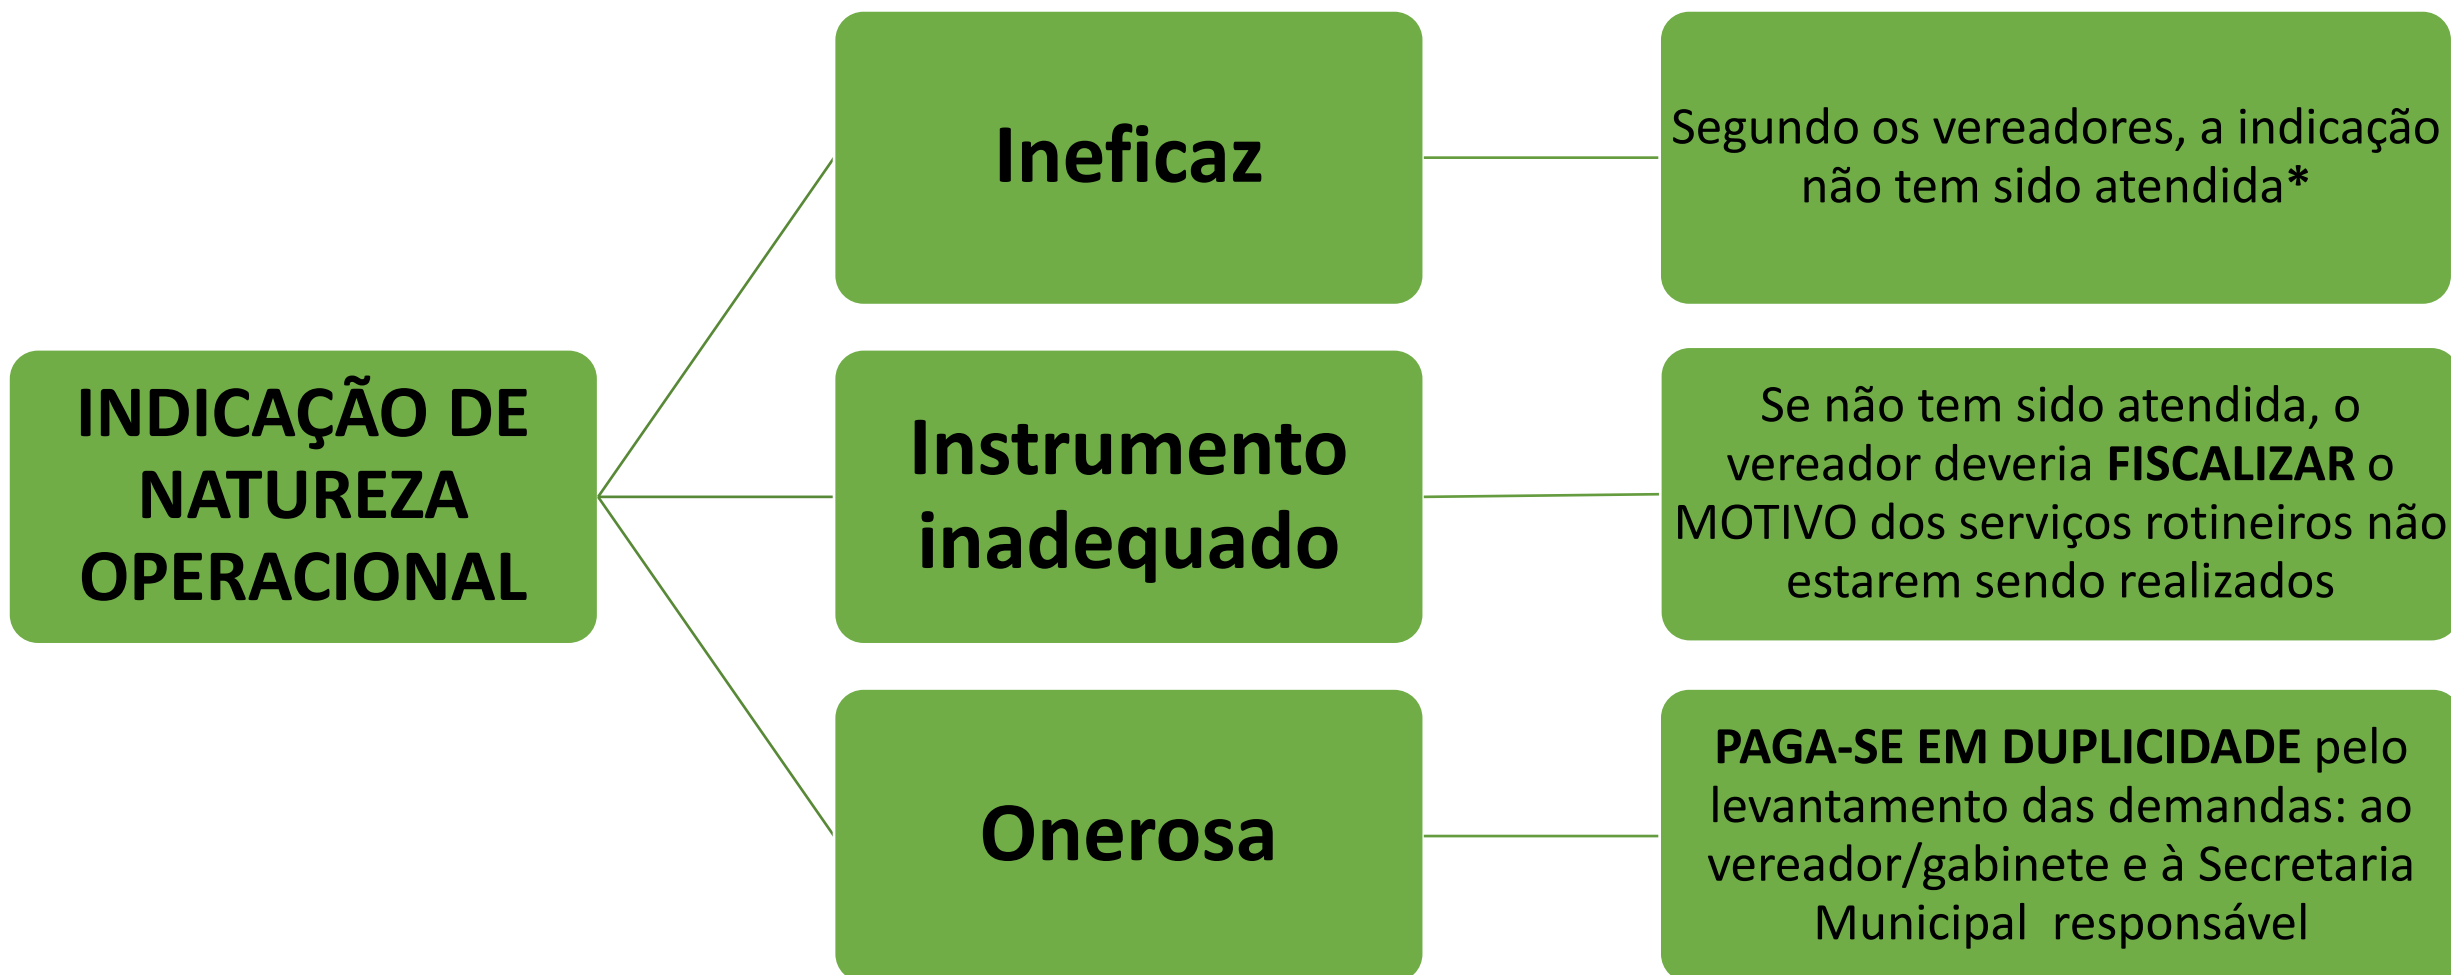 INDICAÇÃO DE
NATUREZA
OPERACIONAL
Ineficaz
Segundo os vereadores, a indicação
não tem sido atendida*
Instrumento
inadequado
Se não tem sido atendida, o
vereador deveria FISCALIZAR o
MOTIVO dos serviços rotineiros não
estarem sendo realizados
Onerosa
PAGA-SE EM DUPLICIDADE pelo
levantamento das demandas: ao
vereador/gabinete e à Secretaria
Municipal  responsável